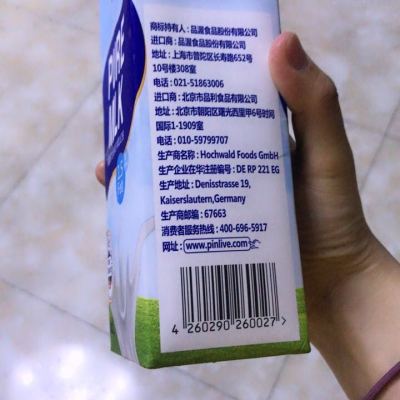 商标持有人：品渥食品股份有限公司
进口商：品渥食品股份有限公司
地址：上海市普陀区长寿路652号
10号楼308室
电话：021-51863006
进口商：北京市品利食品有限公司
地址：北京市朝阳区曙光西里甲6号时间
国际1-1909室
电话：010-59799707
生产商名称：Hochwald Foods GmbH
生产企业在华注册编号：DE RP 221 EG
生产地址：Denisstrasse 19,
Kaiserslautern,Germany
生产商邮编：67663
消费者服务热线：400-696-5917
网址：www.pinlive.com
4 260290 260027 >
PURE
MILK